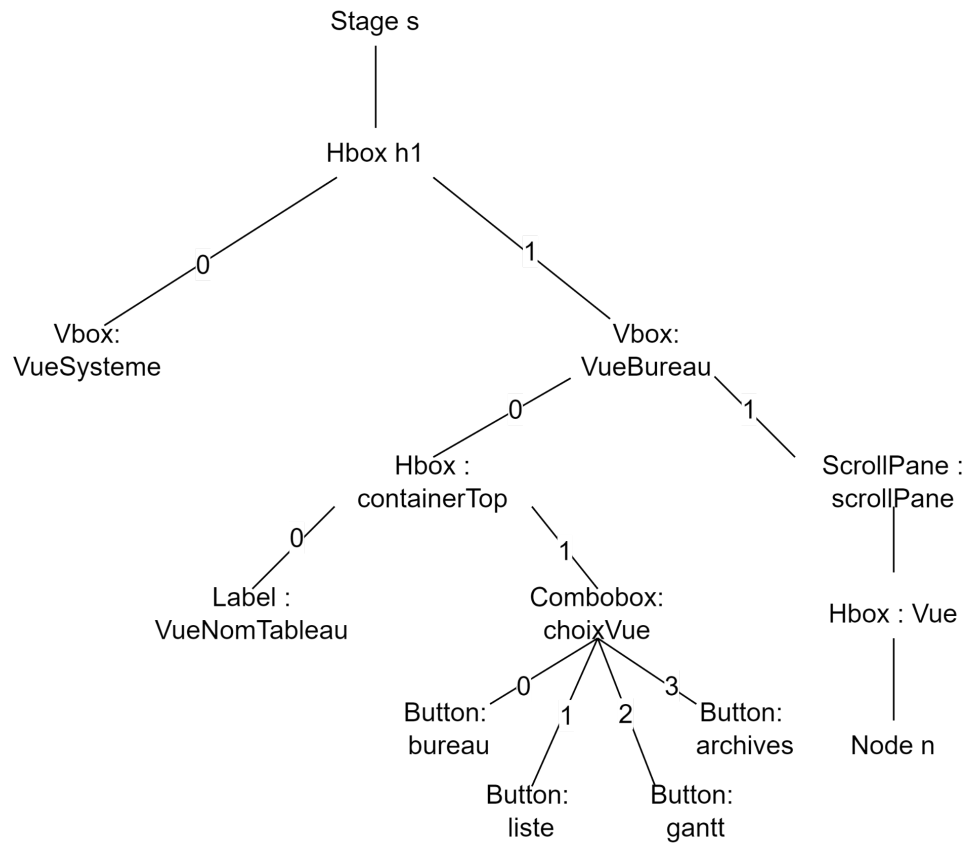 Stage s
Hbox h1
0
1
Vbox:
VueSysteme
Vbox:
VueBureau
0
1
Hbox :
containerTop
ScrollPane :
scrollPane
0
1
Label :
VueNomTableau
Combobox:
choixVue
Hbox : Vue
0
1
2
3
Button:
bureau
Button:
archives
Node n
Button:
liste
Button:
gantt